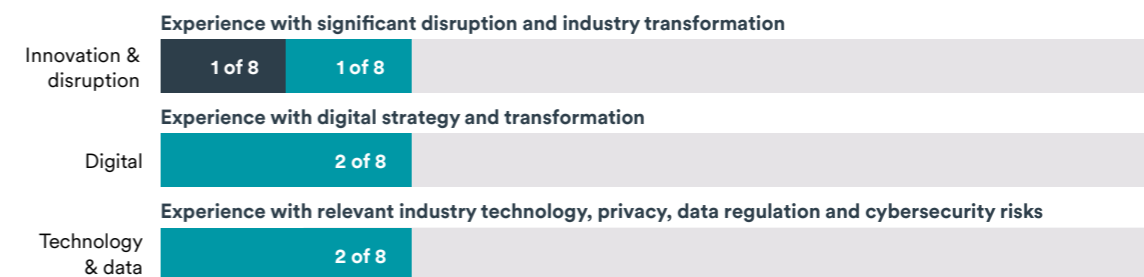 Experience with significant disruption and industry transformation
Innovation &
disruption
1 of 8
1 of 8
Experience with digital strategy and transformation
Digital
2 of 8
Experience with relevant industry technology, privacy, data regulation and cybersecurity risks
Technology
& data
2 of 8